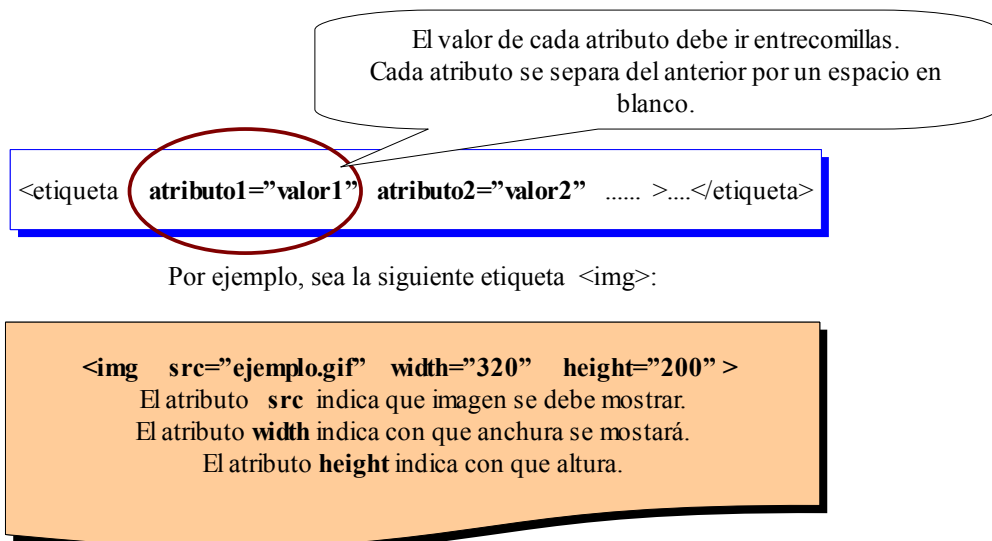 El valor de cada atributo debe ir entrecomillas.
Cada atributo se separa del anterior por un espacio en
blanco.
<etiqueta atributo1=”valor1” atributo2=”valor2” ...... >....</etiqueta>
Por ejemplo, sea la siguiente etiqueta <img>:
<img src=”ejemplo.gif” width=”320” height=”200” >
El atributo src indica que imagen se debe mostrar.
El atributo width indica con que anchura se mostará.
El atributo height indica con que altura.